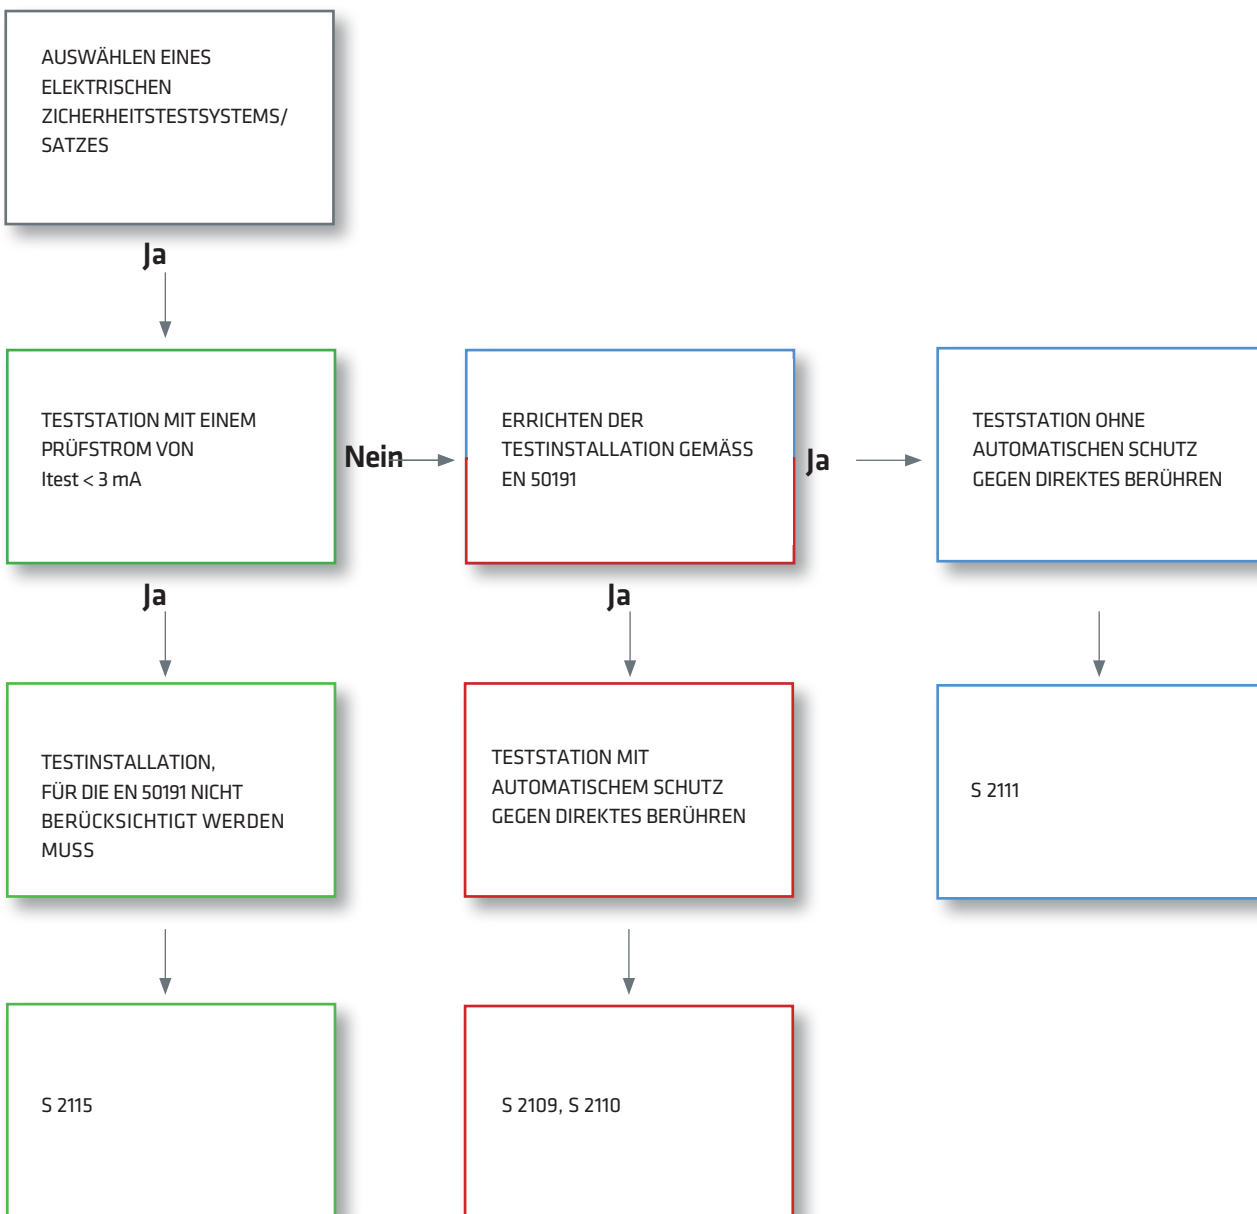 AUSWÄHLEN EINES
ELEKTRISCHEN
ZICHERHEITSTESTSYSTEMS/
SATZES
Ja
TESTSTATION MIT EINEM
PRÜFSTROM VON
Itest < 3 mA
Nein
ERRICHTEN DER
TESTINSTALLATION GEMÄSS
EN 50191
Ja
TESTSTATION OHNE
AUTOMATISCHEN SCHUTZ
GEGEN DIREKTES BERÜHREN
Ja
Ja
TESTINSTALLATION,
FÜR DIE EN 50191 NICHT
BERÜCKSICHTIGT WERDEN
MUSS
TESTSTATION MIT
AUTOMATISCHEM SCHUTZ
GEGEN DIREKTES BERÜHREN
S 2111
S 2115
S 2109, S 2110